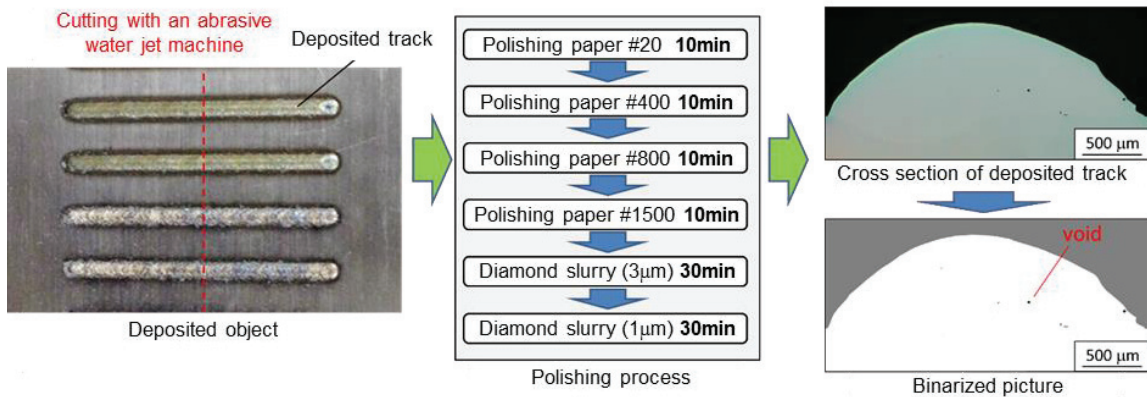 Cutting with an abrasive
water jet machine
Deposited track
Deposited object
Polishing paper #20 10min
Polishing paper #400 10min
Polishing paper #800 10min
Polishing paper #1500 10min
Diamond slurry (3μm) 30min
Diamond slurry (1μm) 30min
Polishing process
500 μm
Cross section of deposited track
void
500 μm
Binarized picture